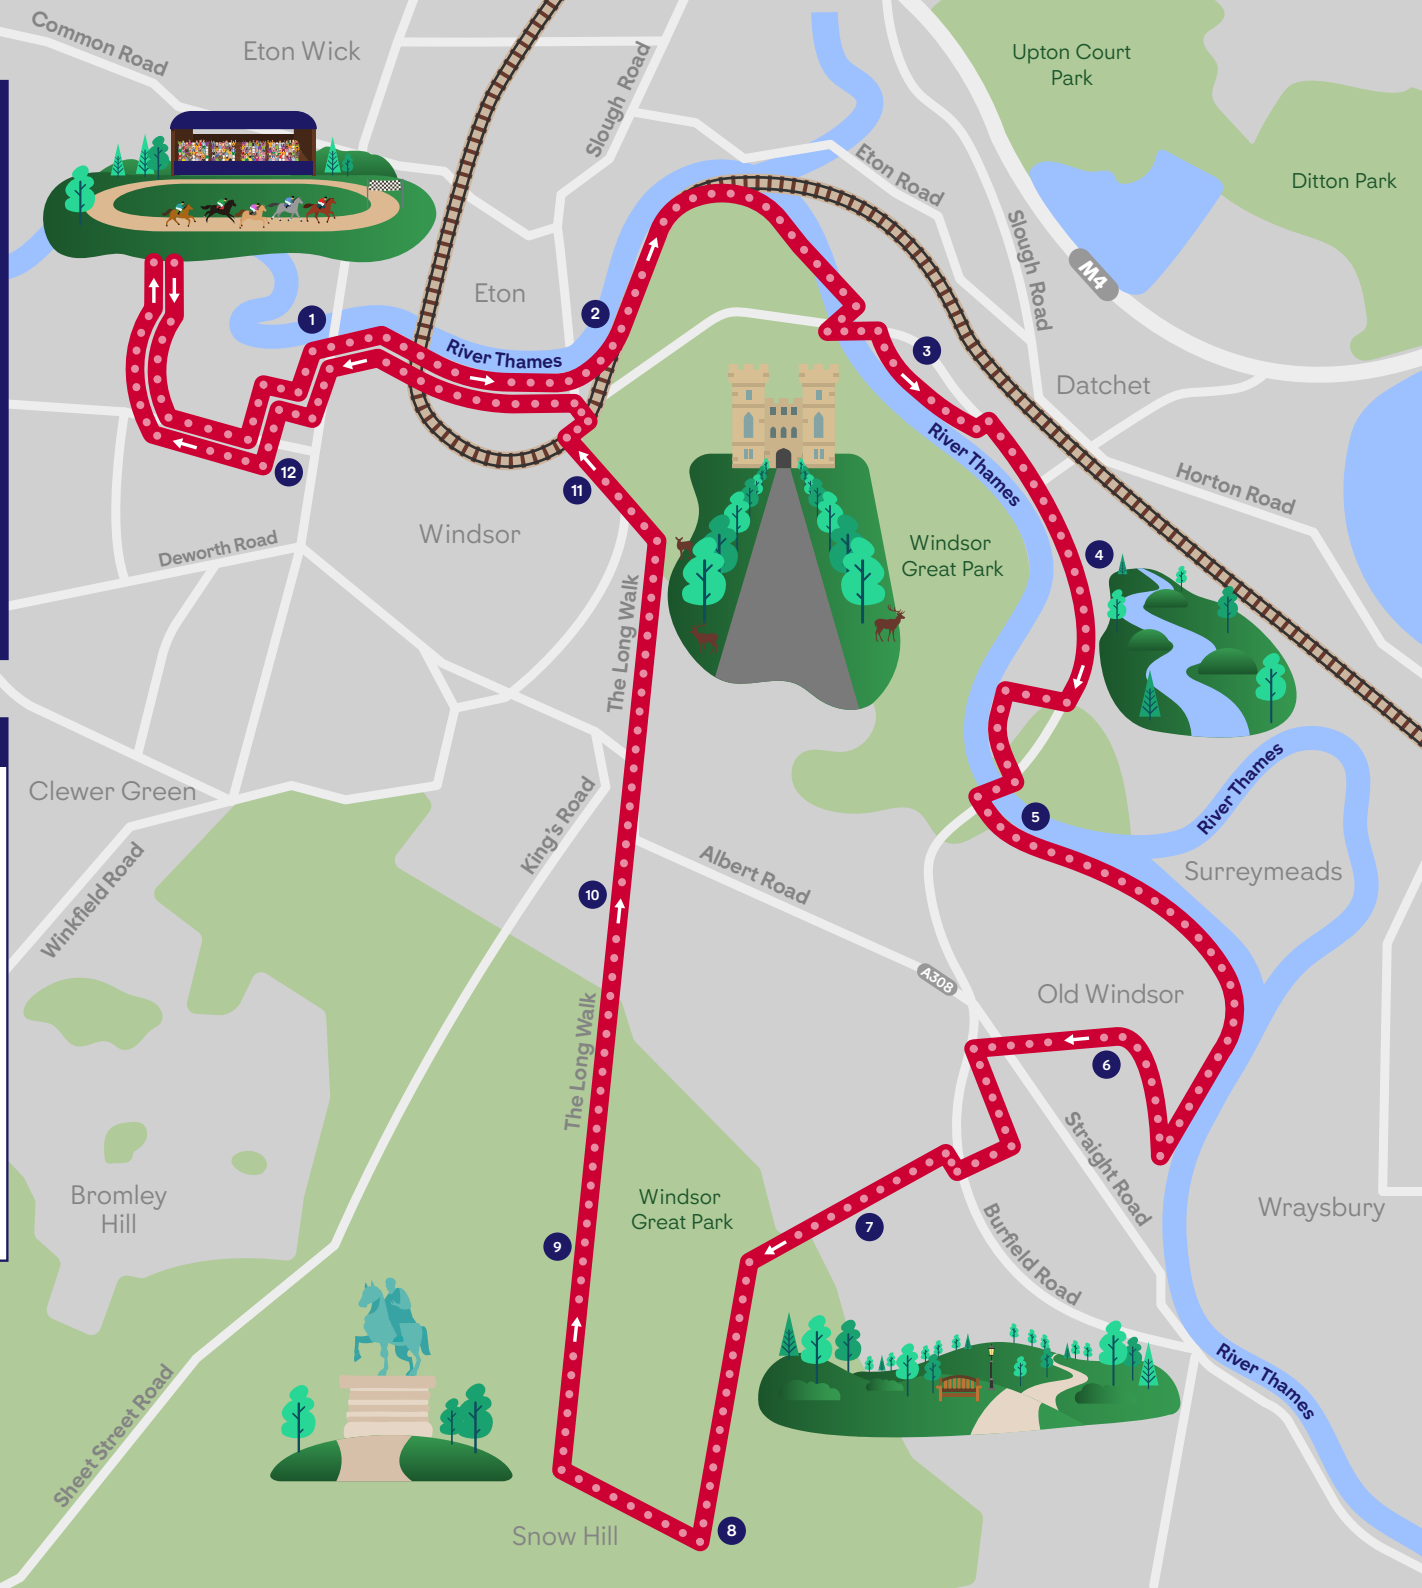 Common Road
Eton Wick
Slough Road
Upton Court
Park
Ditton Park
Eton Road
Slough Road
M4
Eton
1
2
River Thames
3
Datchet
River Thames
Horton Road
12
11
Windsor
Deworth Road
Windsor
Great Park
4
The Long Walk
Clewer Green
King's Road
5
River Thames
Winkfield Road
Albert Road
Surreymeads
10
A308
Old Windsor
The Long Walk
6
Straight Road
Bromley
Hill
Windsor
Great Park
Wraysbury
7
9
Burfield Road
River Thames
Sheet Street Road
Snow Hill
8